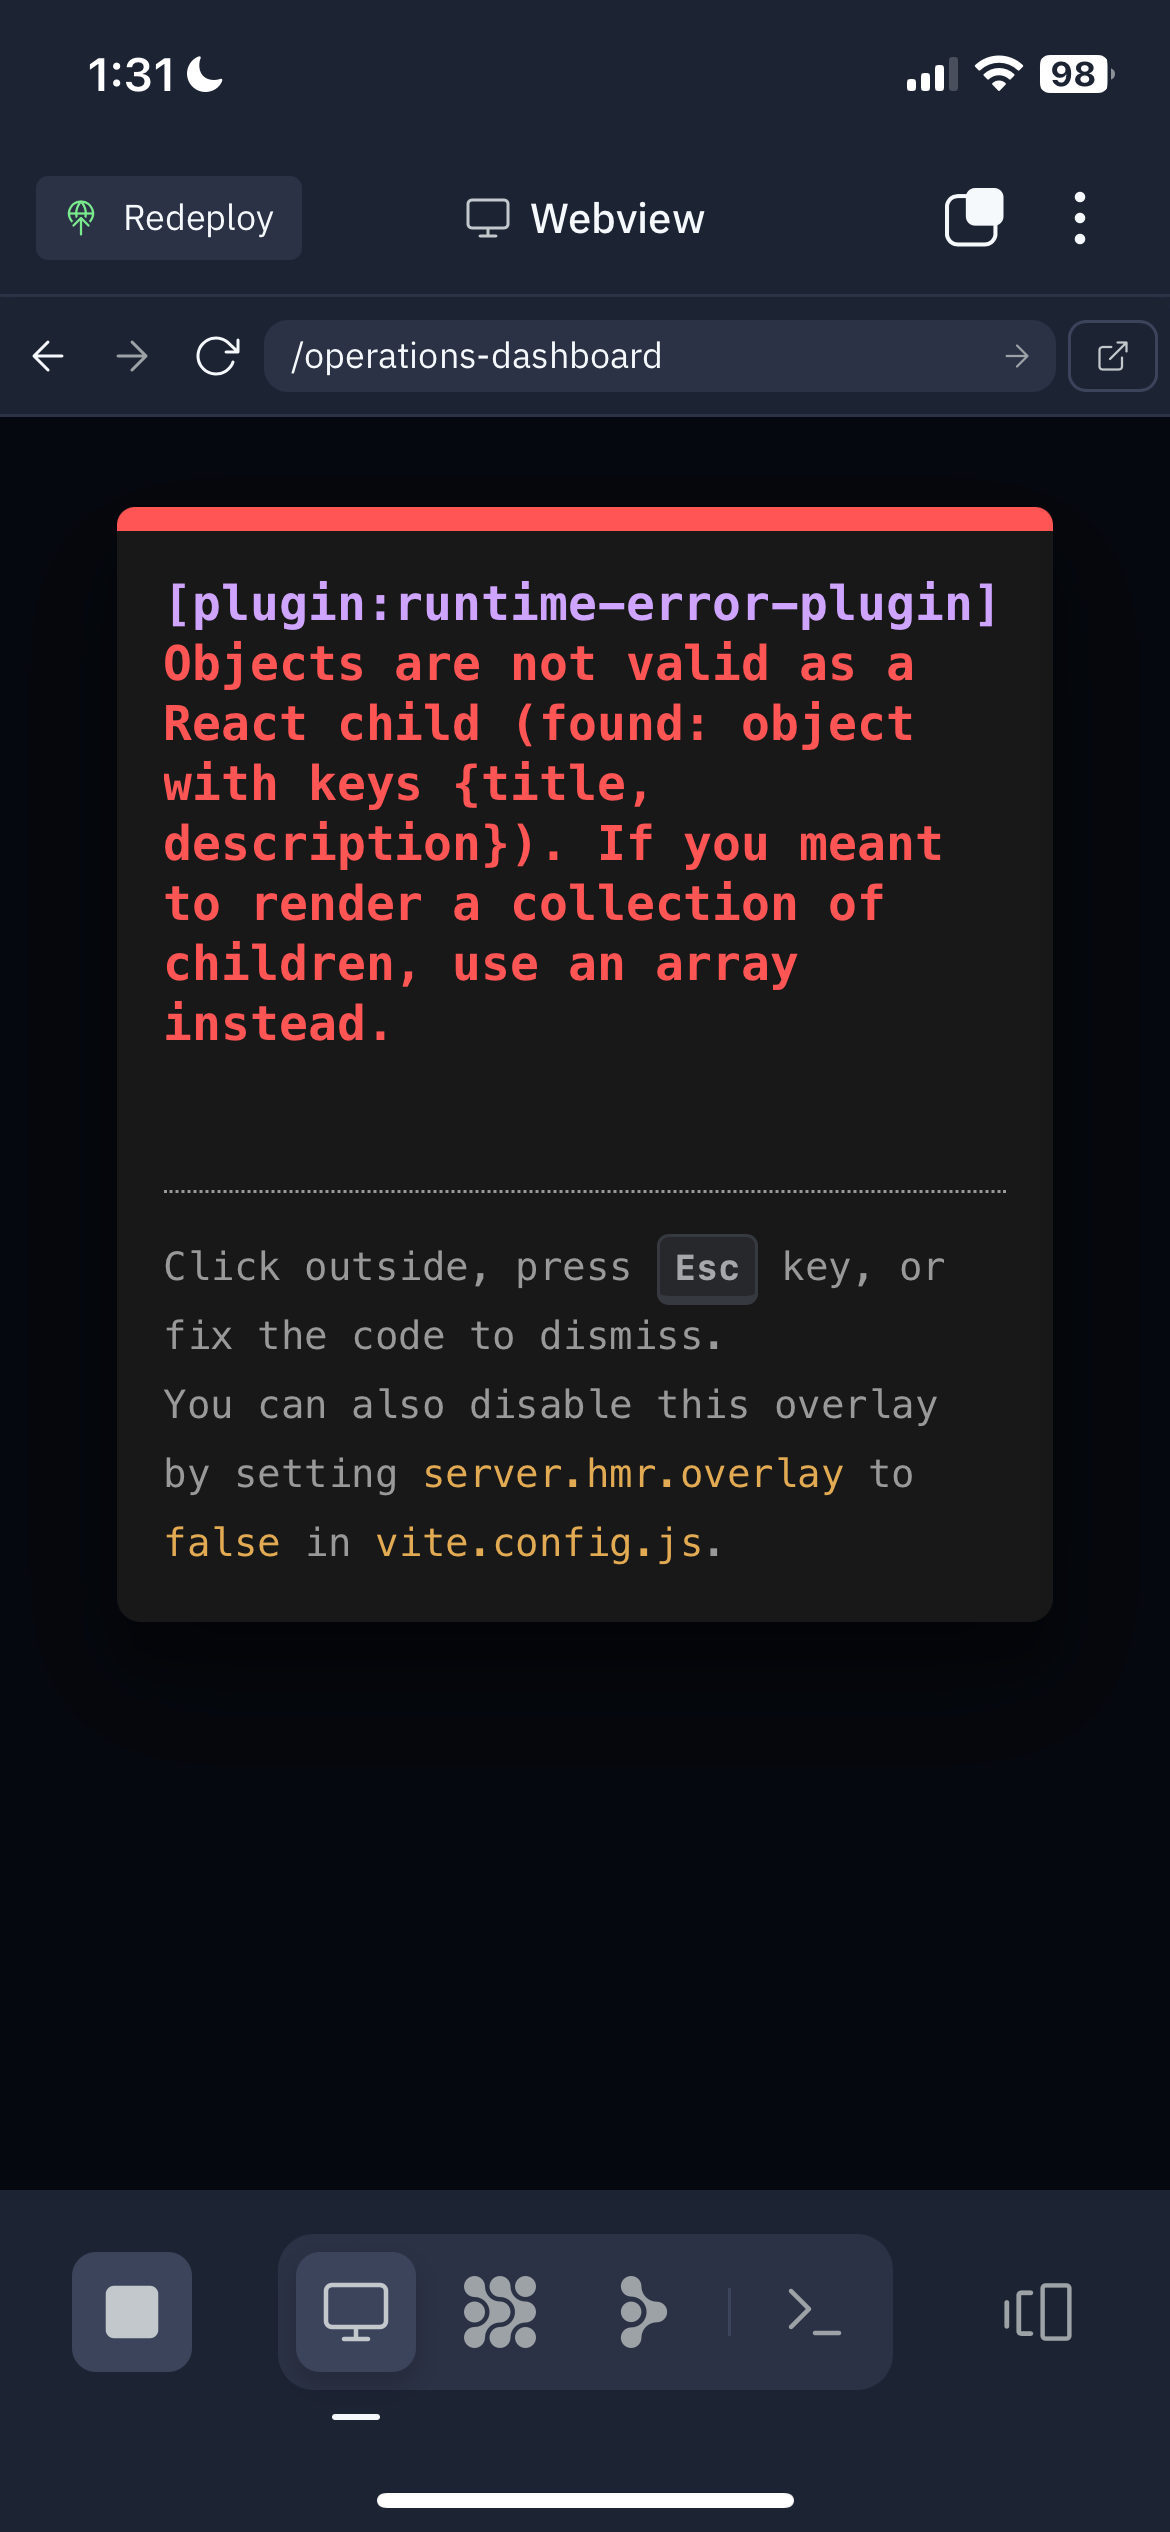 1:31
98
Redeploy
Webview
/operations-dashboard
[plugin:runtime-error-plugin]
Objects are not valid as a
React child (found: object
with keys {title,
description}). If you meant
to render a collection of
children, use an array
instead.
Click outside, press Esc key, or
fix the code to dismiss.
You can also disable this overlay
by setting server.hmr.overlay to
false in vite.config.js.